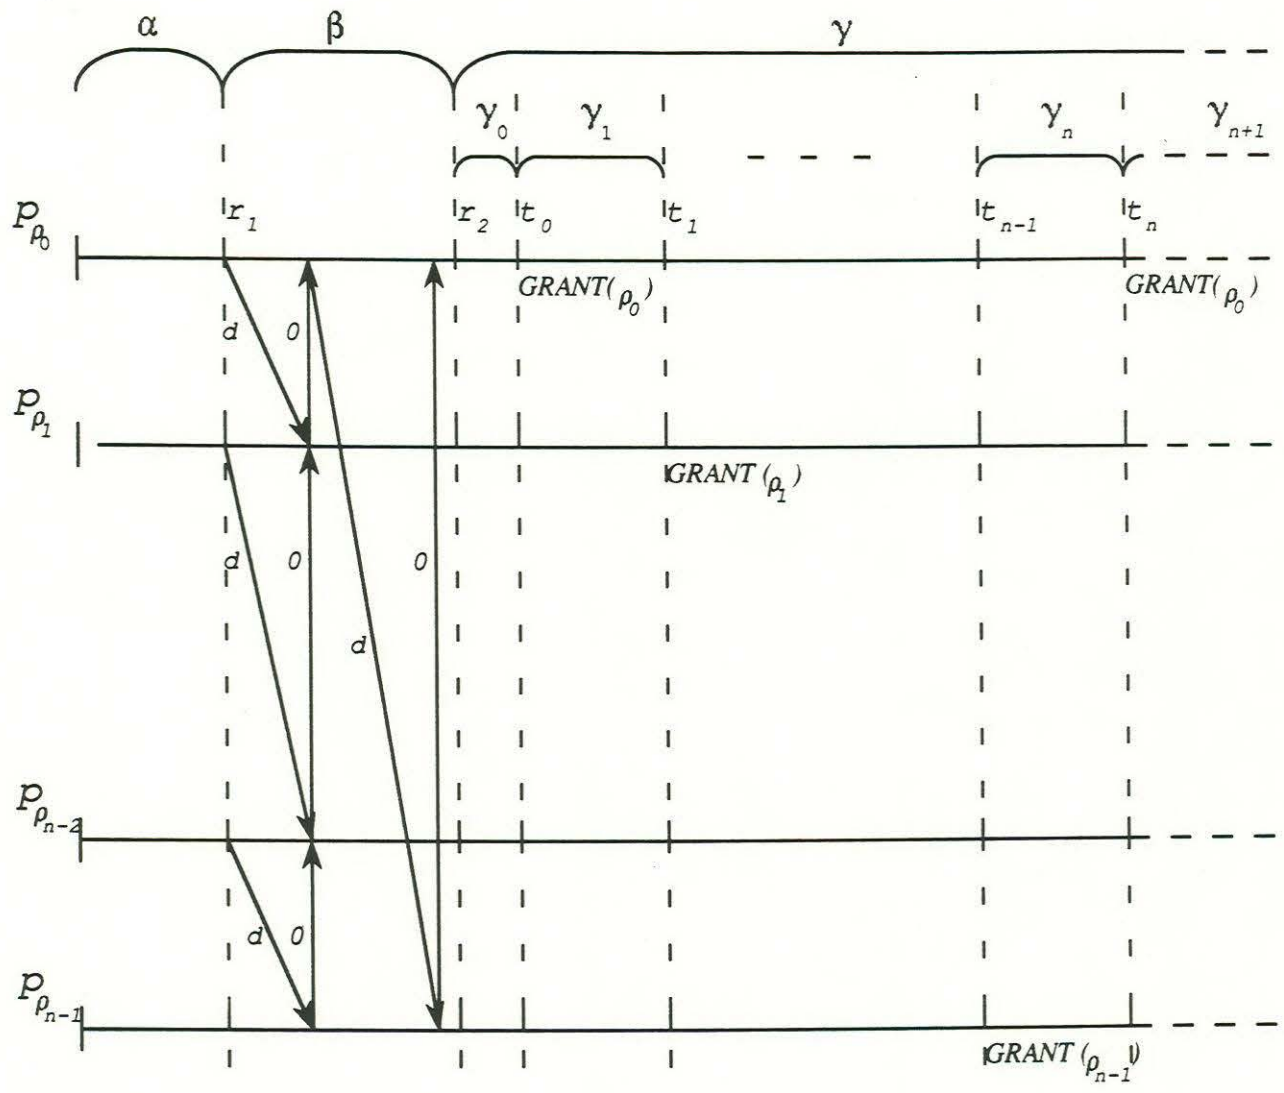 α β γ
γ0 γ1 γn γn+1
pρ0 r1 r2 t0 t1 tn-1 tn
GRANT(ρ0) GRANT(ρ0)
d 0
pρ1
GRANT(ρ1)
d 0 0
d
pρn-2
d 0
pρn-1
GRANT(ρn-1)